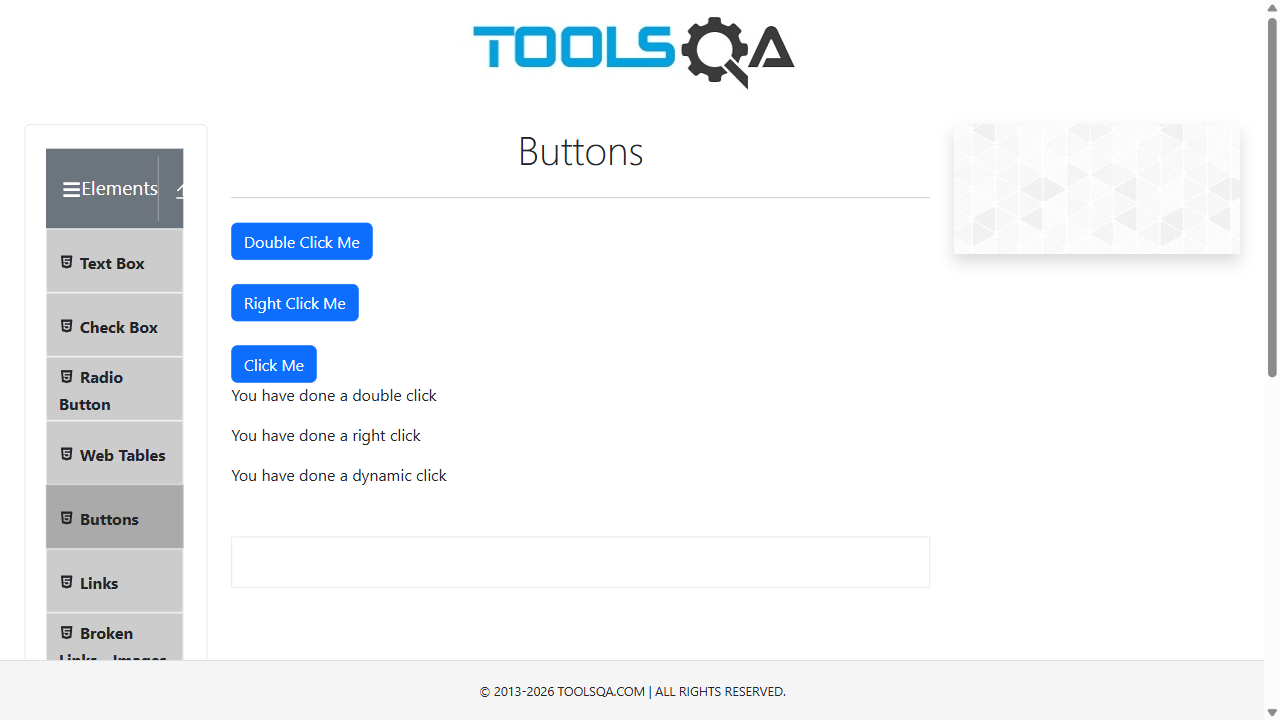 TOOLSQA
Elements
Text Box
Check Box
Radio
Button
Web Tables
Buttons
Links
Broken
Links - Images
Buttons
Double Click Me
Right Click Me
Click Me
You have done a double click
You have done a right click
You have done a dynamic click
© 2013-2026 TOOLSQA.COM | ALL RIGHTS RESERVED.